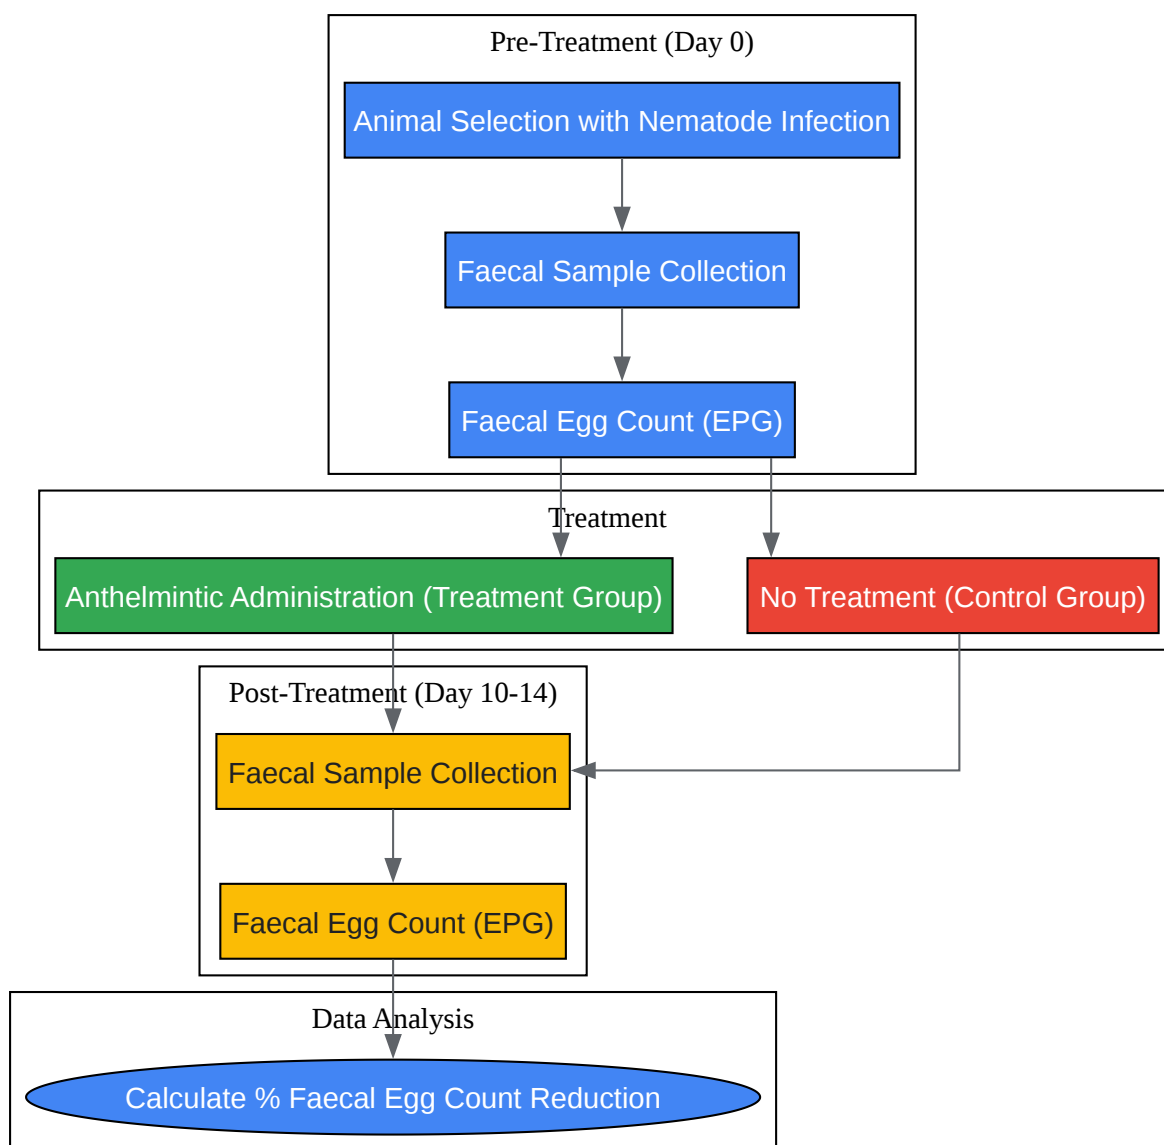 Pre-Treatment (Day 0)
Animal Selection with Nematode Infection
Faecal Sample Collection
Faecal Egg Count (EPG)
Treatment
Anthelmintic Administration (Treatment Group)
No Treatment (Control Group)
Post-Treatment (Day 10-14)
Faecal Sample Collection
Faecal Egg Count (EPG)
Data Analysis
Calculate % Faecal Egg Count Reduction